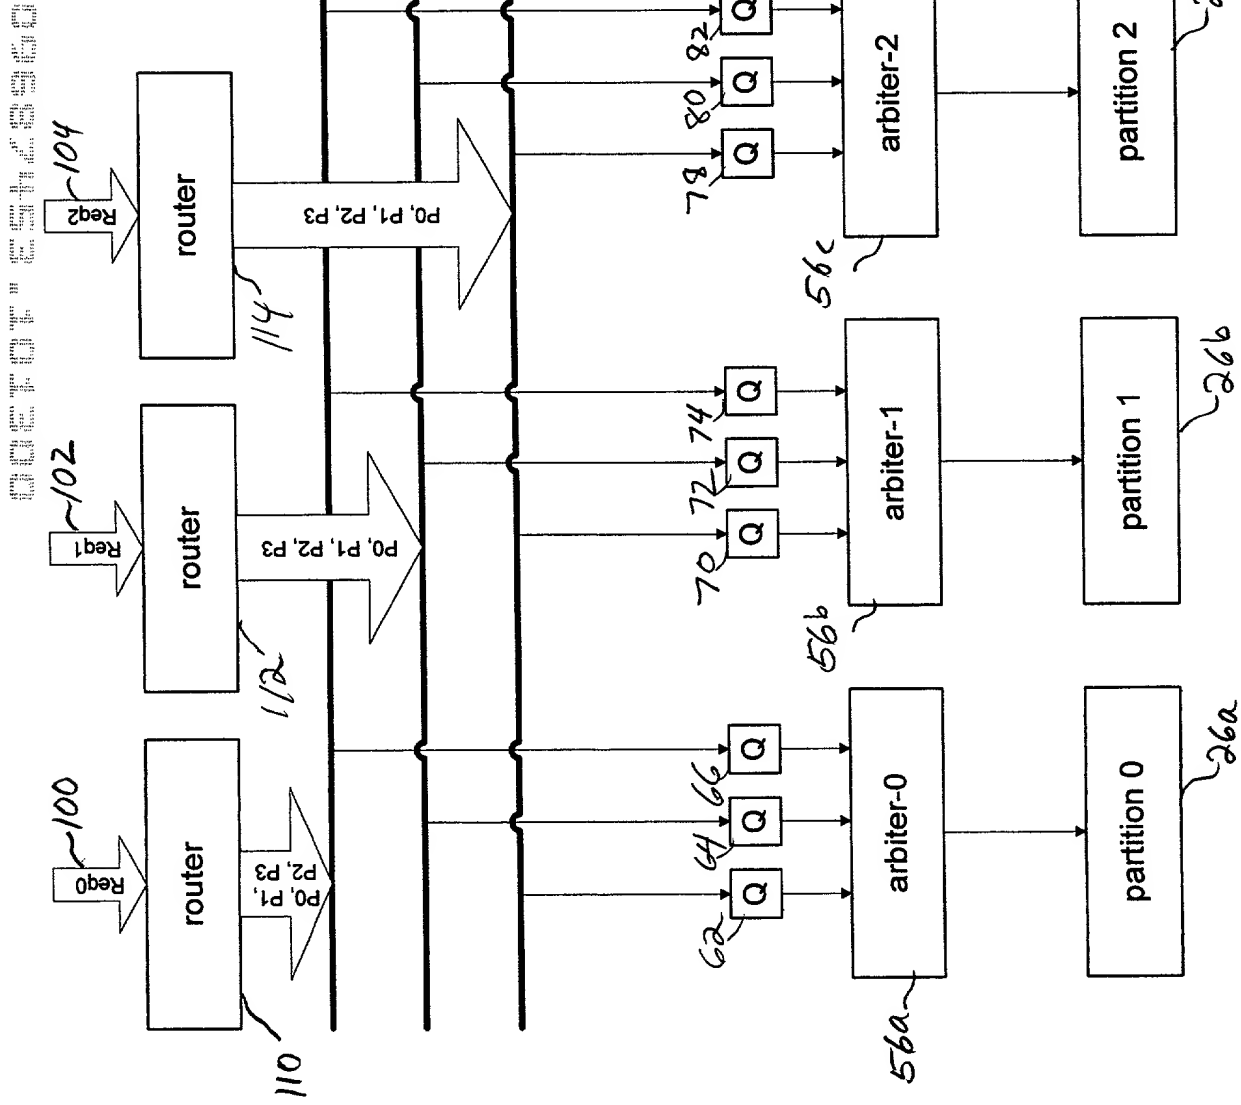 100
Req0
router
P0, P1,
P2, P3
110
102
Req1
router
P0, P1, P2, P3
112
104
Req2
router
P0, P1, P2, P3
114
62
Q
64
Q
66
Q
arbiter-0
56a
partition 0
26a
70
Q
72
Q
74
Q
arbiter-1
56b
partition 1
26b
78
Q
80
Q
82
Q
arbiter-2
56c
partition 2